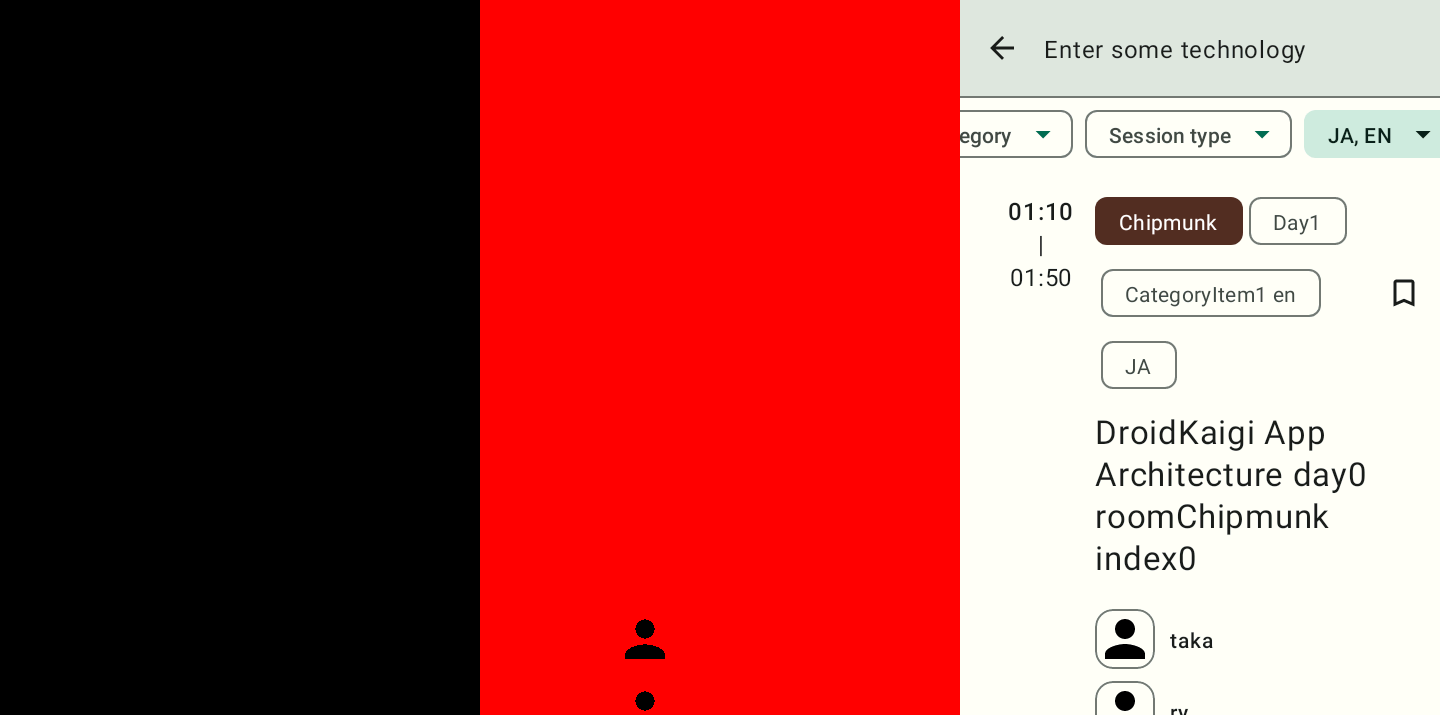 Enter some technology
egory
Session type
JA, EN
01:10
|
01:50
Chipmunk
Day1
CategoryItem1 en
JA
DroidKaigi App
Architecture day0
roomChipmunk
index0
taka
ry